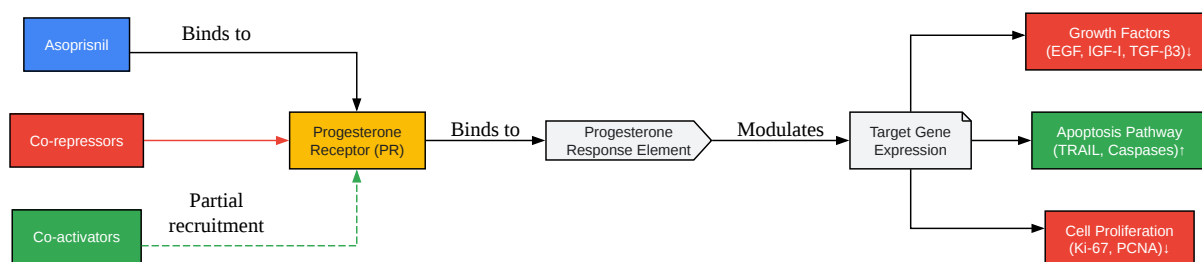 Asoprisnil
Binds to
Co-repressors
Co-activators
Partial
recruitment
Progesterone
Receptor (PR)
Binds to
Progesterone
Response Element
Modulates
Target Gene
Expression
Growth Factors
(EGF, IGF-I, TGF-β3)↓
Apoptosis Pathway
(TRAIL, Caspases)↑
Cell Proliferation
(Ki-67, PCNA)↓